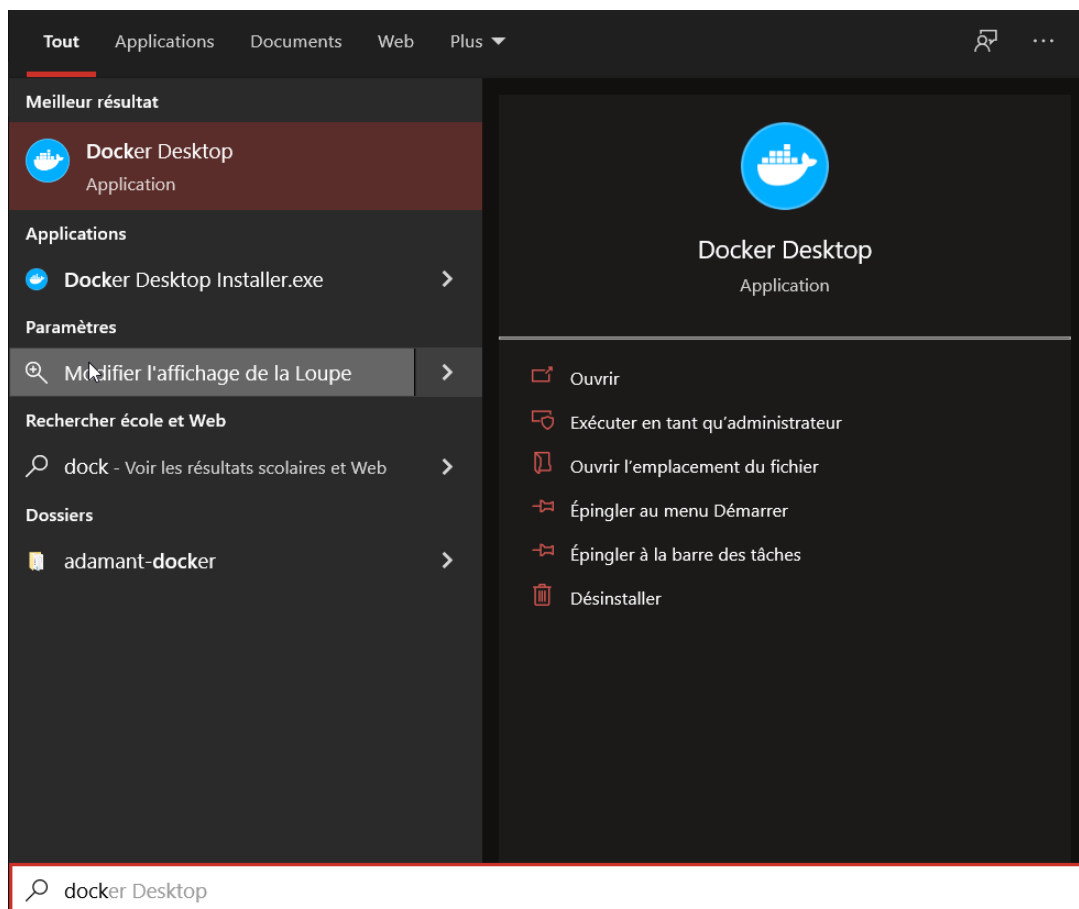 Tout Applications Documents Web Plus
Meilleur résultat
Docker Desktop
Application
Applications
Docker Desktop Installer.exe
Paramètres
Modifier l'affichage de la Loupe
Rechercher école et Web
dock - Voir les résultats scolaires et Web
Dossiers
adamant-docker
Docker Desktop
Application
Ouvrir
Exécuter en tant qu'administrateur
Ouvrir l'emplacement du fichier
Épingler au menu Démarrer
Épingler à la barre des tâches
Désinstaller
docker Desktop